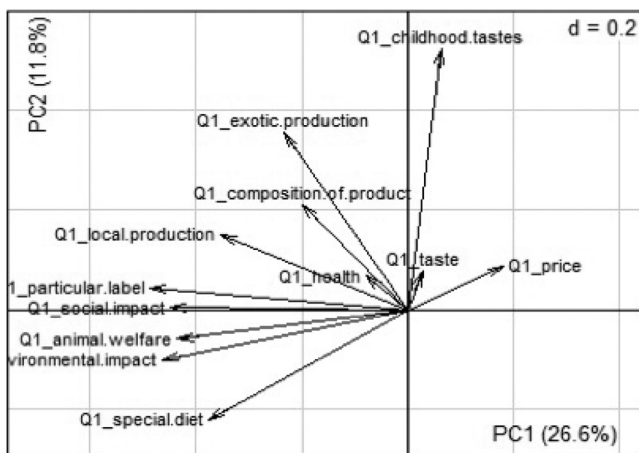 Q1_childhood.tastes
d = 0.2
PC2 (11.8%)
Q1_exotic.production
Q1_composition.of.product
Q1_local.production
Q1_taste
Q1_health
Q1_price
1_particular.label
Q1_social.impact
Q1_animal.welfare
vironmental.impact
Q1_special.diet
PC1 (26.6%)